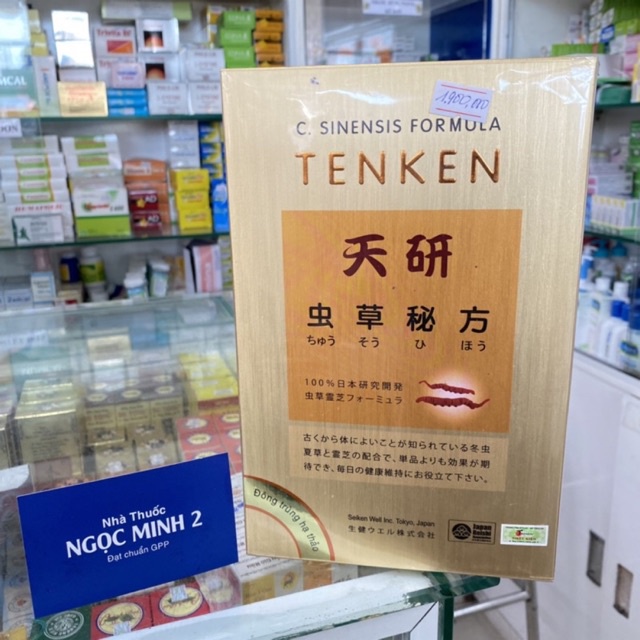 1,900,000
C. SINENSIS FORMULA
TENKEN
天研
虫草秘方
ちゅう そう ひ ほう
100%日本研究開発
虫草霊芝フォーミュラ
古くから体によいことが知られている冬虫
夏草と霊芝の配合で、単品よりも効果が期
待でき、毎日の健康維持にお役立て下さい。
Đông trùng hạ thảo
Seiken Well Inc. Tokyo, Japan
生健ウエル株式会社
Nhà Thuốc
NGỌC MINH 2
Đạt chuẩn GPP